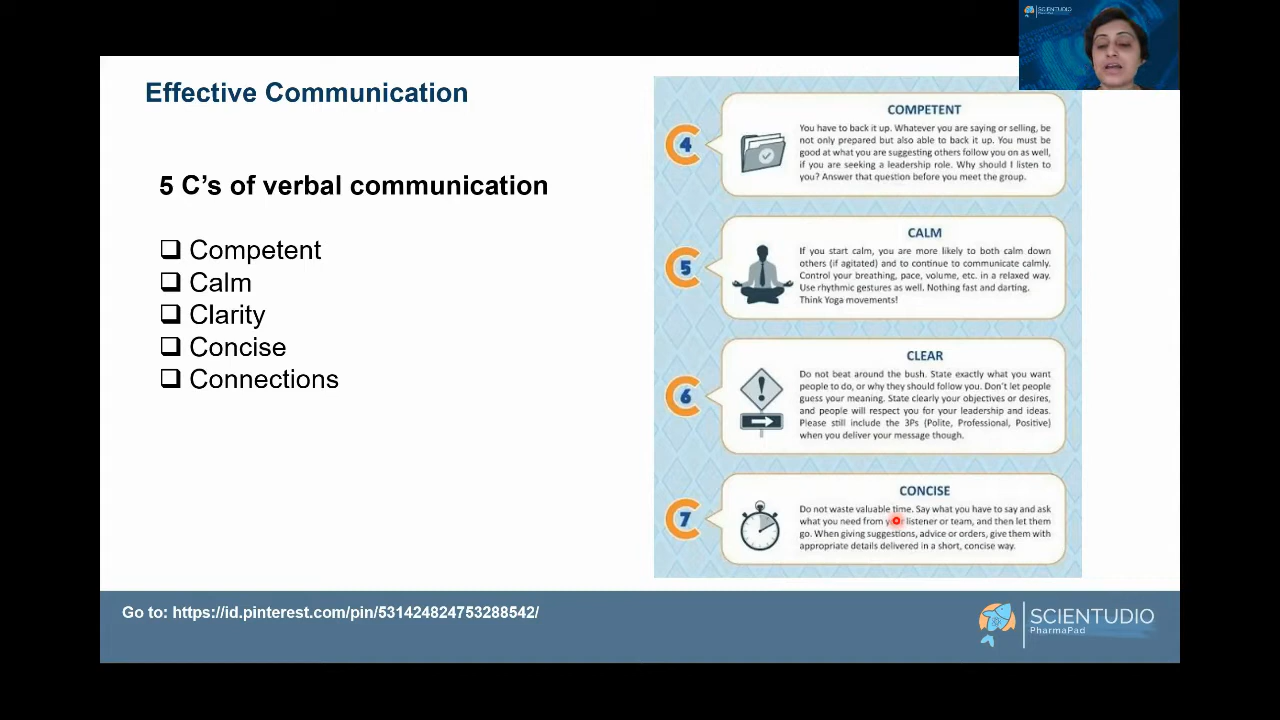 SCIENTUDIO
Effective Communication
5 C’s of verbal communication
❑ Competent
❑ Calm
❑ Clarity
❑ Concise
❑ Connections
4
COMPETENT
You have to back it up. Whatever you are saying or selling, be
not only prepared but also able to back it up. You must be
good at what you are suggesting others follow you on as well,
if you are seeking a leadership role. Why should I listen to
you? Answer that question before you meet the group.
5
CALM
If you start calm, you are more likely to both calm down
others (if agitated) and to continue to communicate calmly.
Control your breathing, pace, volume, etc. in a relaxed way.
Use rhythmic gestures as well. Nothing fast and darting.
Think Yoga movements!
6
CLEAR
Do not beat around the bush. State exactly what you want
people to do, or why they should follow you. Don't let people
guess your meaning. State clearly your objectives or desires,
and people will respect you for your leadership and ideas.
Please still include the 3Ps (Polite, Professional, Positive)
when you deliver your message though.
7
CONCISE
Do not waste valuable time. Say what you have to say and ask
what you need from your listener or team, and then let them
go. When giving suggestions, advice or orders, give them with
appropriate details delivered in a short, concise way.
Go to: https://id.pinterest.com/pin/531424824753288542/
SCIENTUDIO
PharmaPad